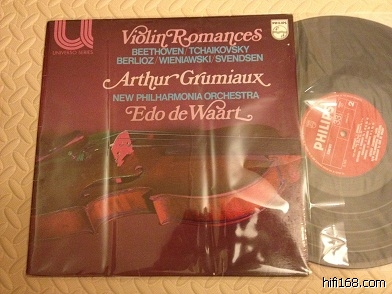 UNIVERSO SERIES
PHILIPS
Violin Romances
BEETHOVEN/TCHAIKOVSKY
BERLIOZ/WIENIAWSKI/SVENDSEN
Arthur Grumiaux
NEW PHILHARMONIA ORCHESTRA
Edo de Waart
PHILIPS
2
hifi168.com